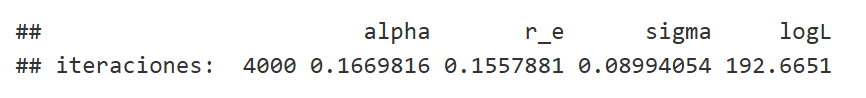 ##                          alpha       r_e      sigma     logL
## iteraciones:  4000 0.1669816 0.1557881 0.08994054 192.6651